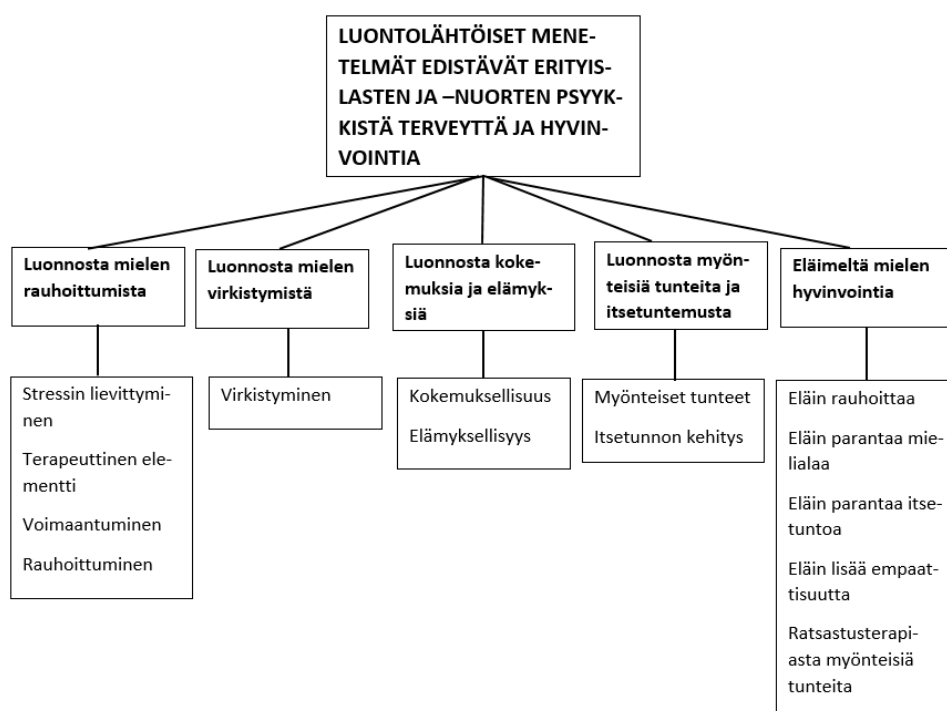 LUONTOLÄHTÖISET MENE-
TELMÄT EDISTÄVÄT ERITYIS-
LASTEN JA –NUORTEN PSYYK-
KISTÄ TERVEYTTÄ JA HYVIN-
VOINTIA
Luonnosta mielen
rauhoittumista
Stressin lievittymi-
nen
Terapeuttinen ele-
mentti
Voimaantuminen
Rauhoittuminen
Luonnosta mielen
virkistymistä
Virkistyminen
Luonnosta koke-
muksia ja elämyk-
siä
Kokemuksellisuus
Elämyksellisyys
Luonnosta myön-
teisiä tunteita ja
itsetuntemusta
Myönteiset tunteet
Itsetunnon kehitys
Eläimeltä mielen
hyvinvointia
Eläin rauhoittaa
Eläin parantaa mie-
lialaa
Eläin parantaa itse-
tuntoa
Eläin lisää empaat-
tisuutta
Ratsastusterapi-
asta myönteisiä
tunteita